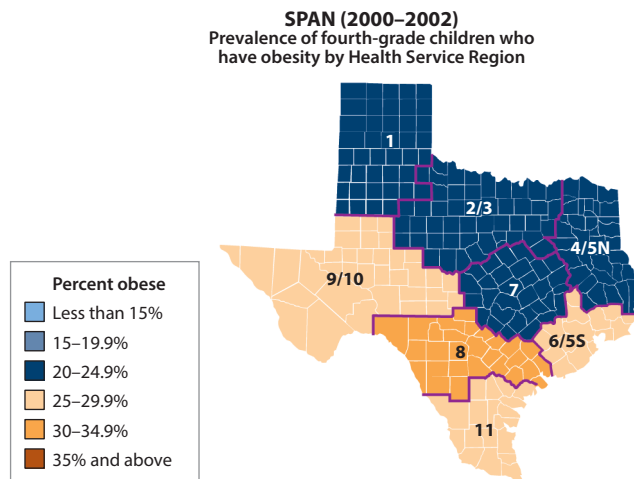 SPAN (2000–2002)
Prevalence of fourth-grade children who
have obesity by Health Service Region
1
2/3
4/5N
9/10
7
6/5S
8
11
Percent obese
Less than 15%
15–19.9%
20–24.9%
25–29.9%
30–34.9%
35% and above